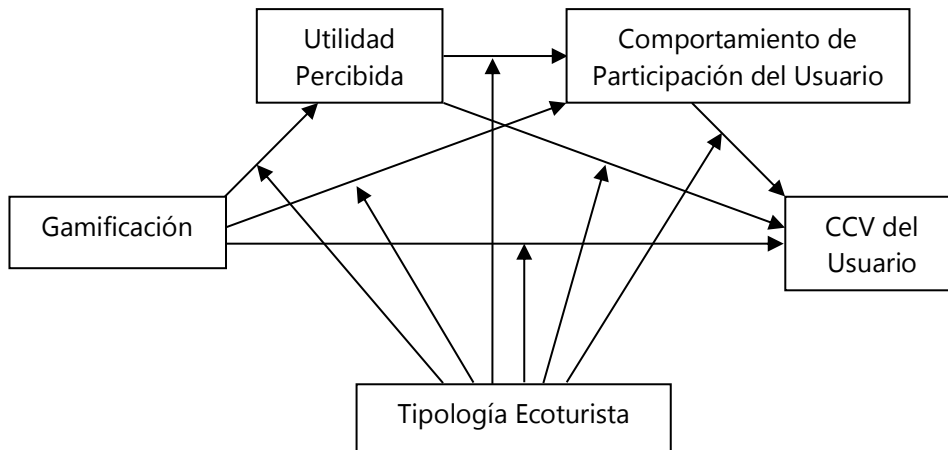 Utilidad
Percibida
Comportamiento de
Participación del Usuario
Gamificación
CCV del
Usuario
Tipología Ecoturista